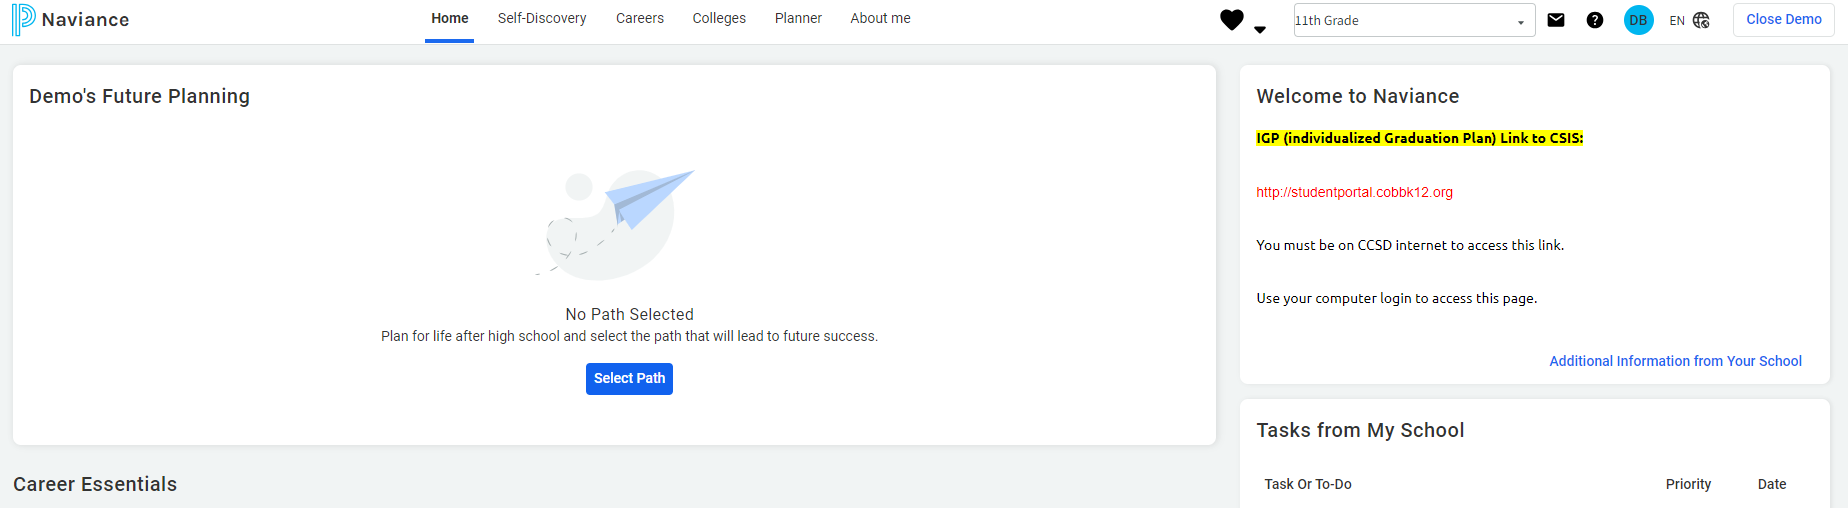 Naviance
Home Self-Discovery Careers Colleges Planner About me
11th Grade
DB
EN
Close Demo
Demo's Future Planning
No Path Selected
Plan for life after high school and select the path that will lead to future success.
Select Path
Career Essentials
Welcome to Naviance
IGP (individualized Graduation Plan) Link to CSIS:
http://studentportal.cobbk12.org
You must be on CCSD internet to access this link.
Use your computer login to access this page.
Additional Information from Your School
Tasks from My School
Task Or To-Do Priority Date